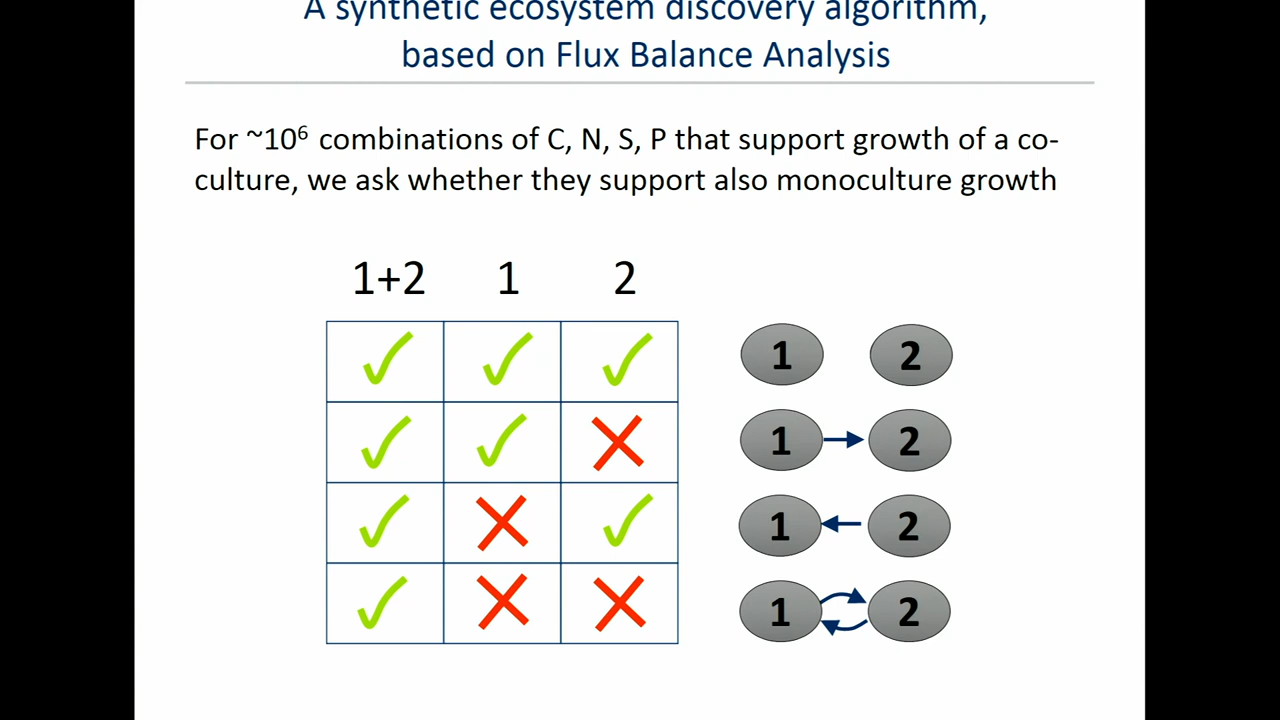 A synthetic ecosystem discovery algorithm,
based on Flux Balance Analysis
For ~10⁶ combinations of C, N, S, P that support growth of a co-
culture, we ask whether they support also monoculture growth
1+2 1 2
1 2
1 2
1 2
1 2